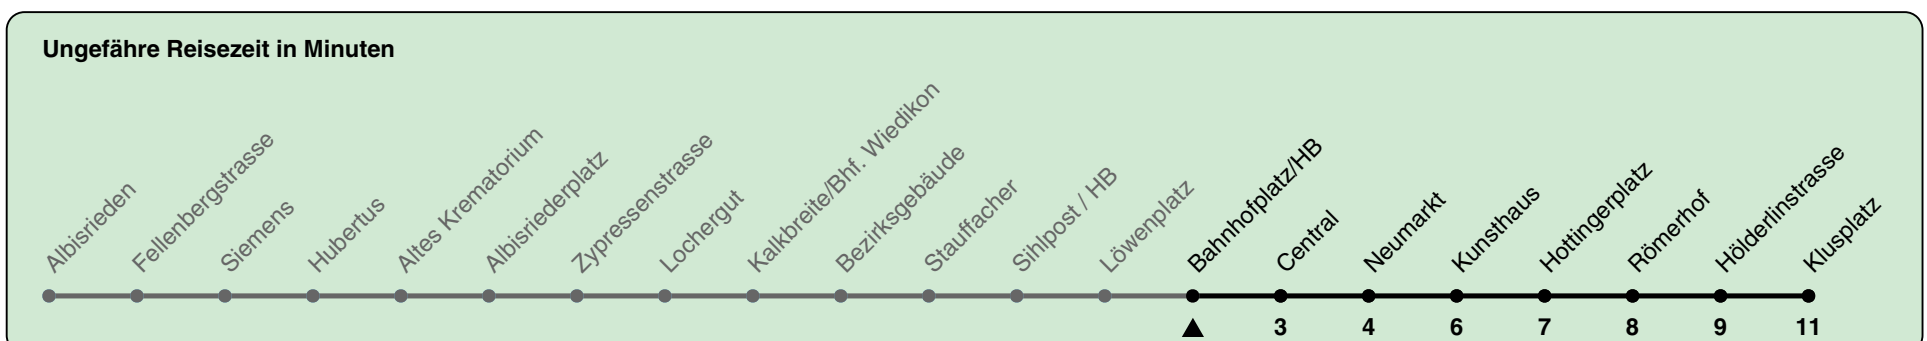 Ungefähre Reisezeit in Minuten
Albisrieden
Fellenbergstrasse
Siemens
Hubertus
Altes Krematorium
Albisriederplatz
Zypressenstrasse
Lochergut
Kalkbreite/Bhf. Wiedikon
Bezirksgebäude
Stauffacher
Sihlpost / HB
Löwenplatz
Bahnhofplatz/HB
Central
Neumarkt
Kunsthaus
Hottingerplatz
Römerhof
Hölderlinstrasse
Klusplatz
3 4 6 7 8 9 11